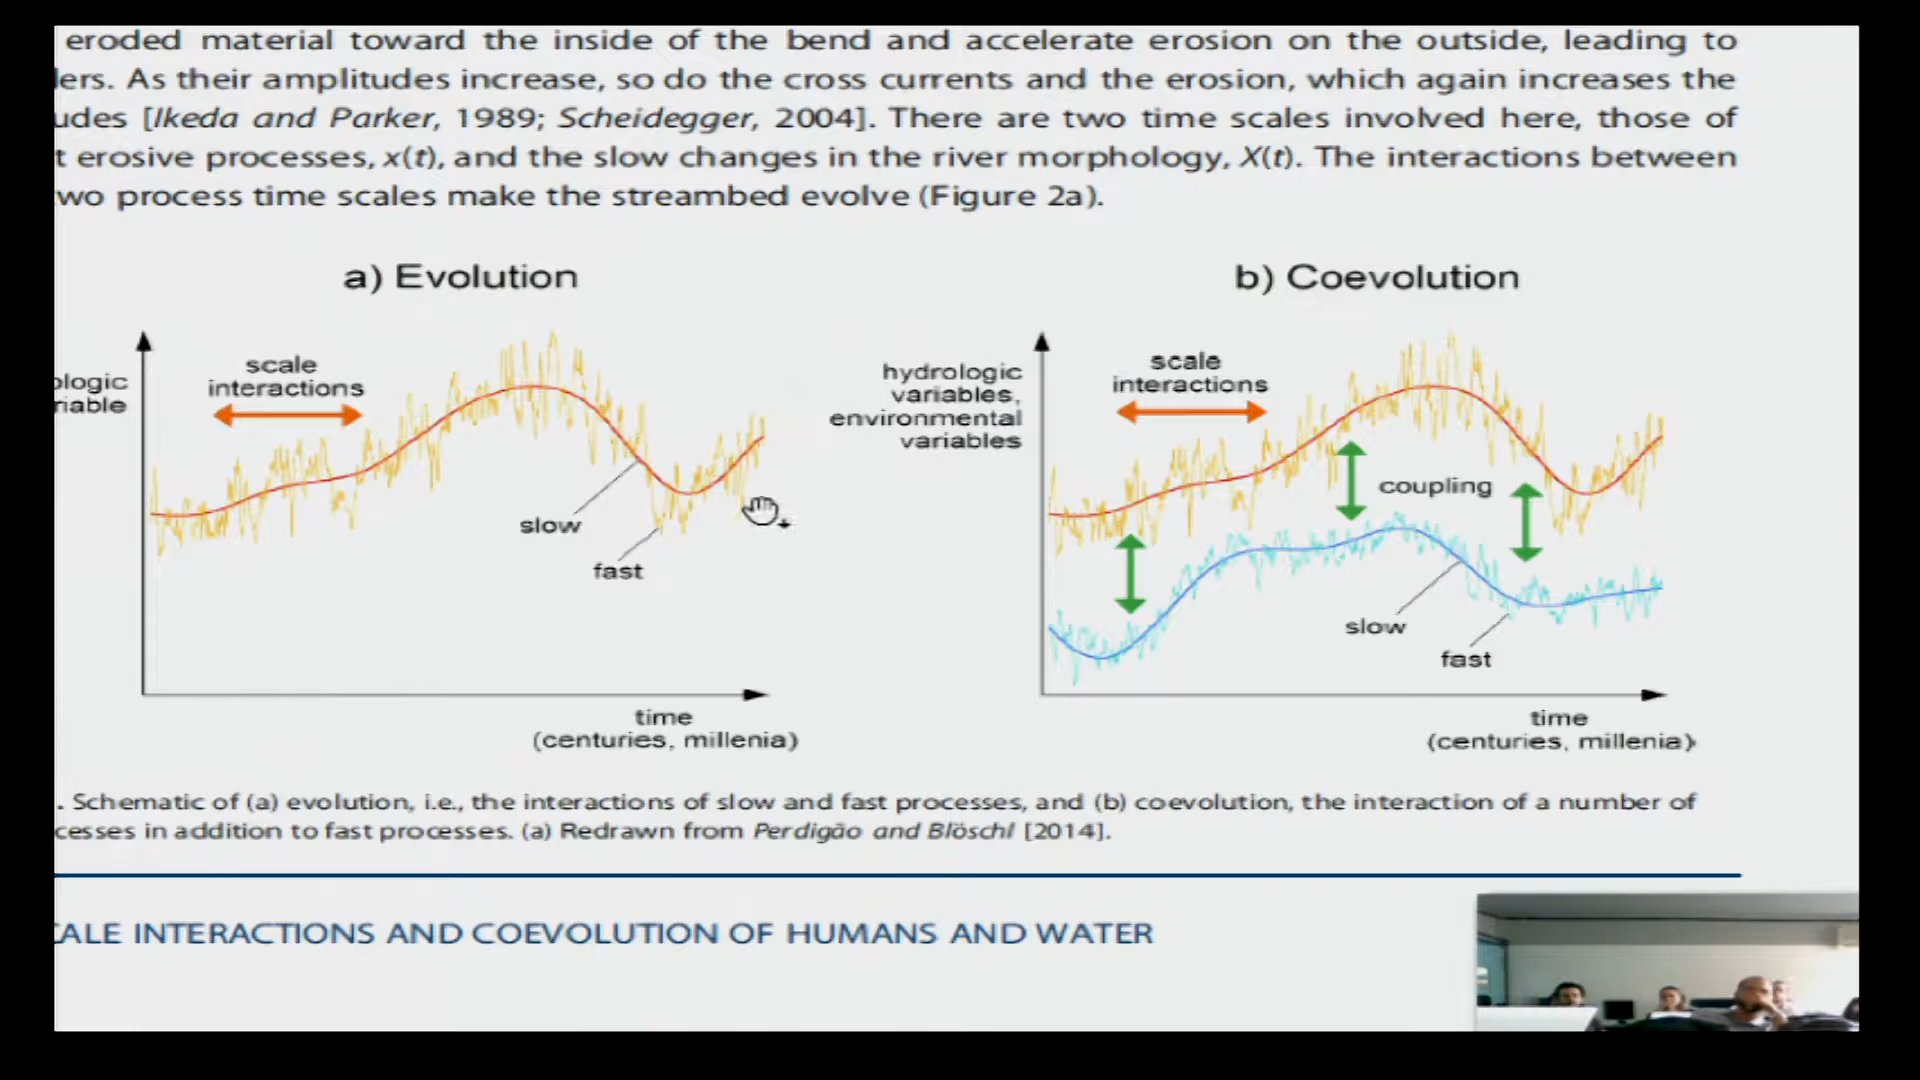 eroded material toward the inside of the bend and accelerate erosion on the outside, leading to
lers. As their amplitudes increase, so do the cross currents and the erosion, which again increases the
udes [Ikeda and Parker, 1989; Scheidegger, 2004]. There are two time scales involved here, those of
t erosive processes, x(t), and the slow changes in the river morphology, X(t). The interactions between
wo process time scales make the streambed evolve (Figure 2a).
a) Evolution
ologic
riable
scale
interactions
slow
fast
time
(centuries, millenia)
b) Coevolution
hydrologic
variables,
environmental
variables
scale
interactions
coupling
slow
fast
time
(centuries, millenia)
. Schematic of (a) evolution, i.e., the interactions of slow and fast processes, and (b) coevolution, the interaction of a number of
cesses in addition to fast processes. (a) Redrawn from Perdigão and Blöschl [2014].
CALE INTERACTIONS AND COEVOLUTION OF HUMANS AND WATER